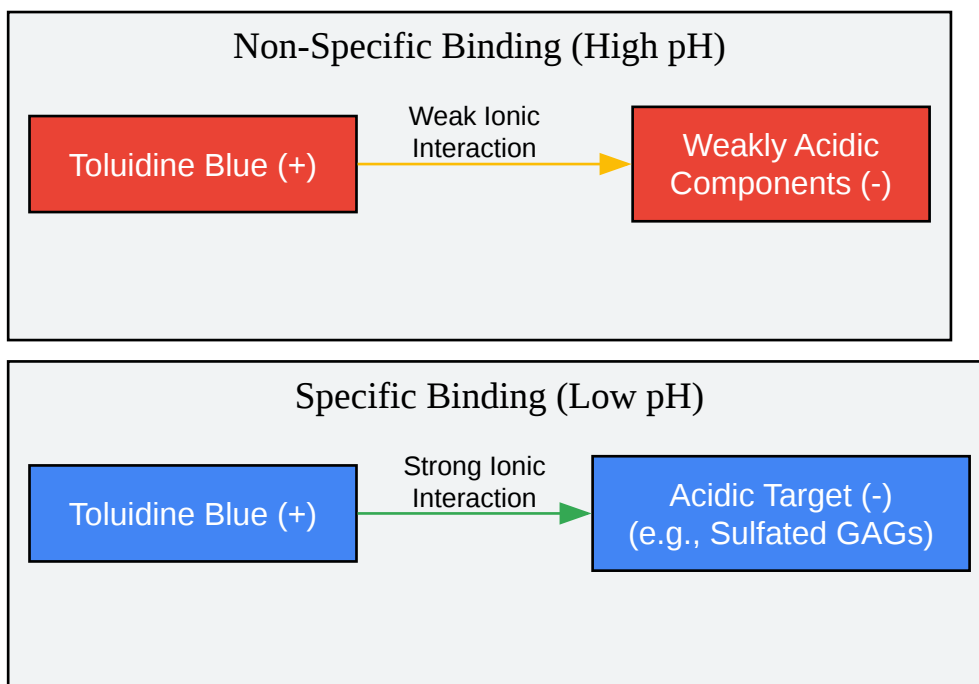 Non-Specific Binding (High pH)
Toluidine Blue (+)
Weak Ionic
Interaction
Weakly Acidic
Components (-)
Specific Binding (Low pH)
Toluidine Blue (+)
Strong Ionic
Interaction
Acidic Target (-)
(e.g., Sulfated GAGs)